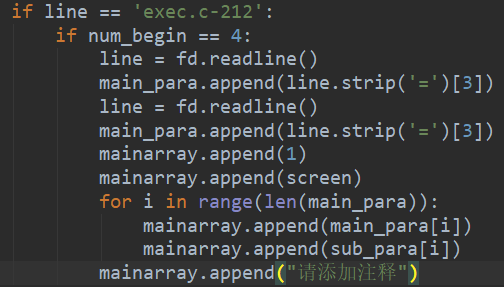 if line == 'exec.c-212':
    if num_begin == 4:
        line = fd.readline()
        main_para.append(line.strip('=')[3])
        line = fd.readline()
        main_para.append(line.strip('=')[3])
        mainarray.append(1)
        mainarray.append(screen)
        for i in range(len(main_para)):
            mainarray.append(main_para[i])
            mainarray.append(sub_para[i])
        mainarray.append("请添加注释")